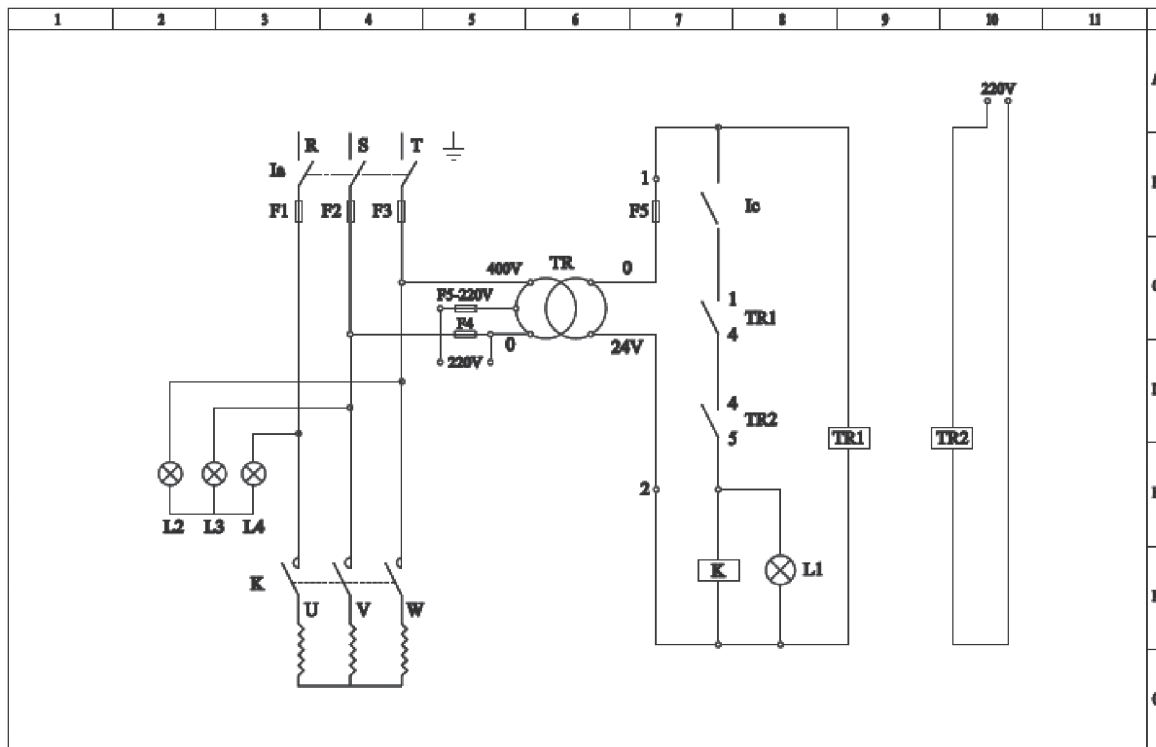 1 2 3 4 5 6 7 8 9 10 11
220V
R S T
Ia
1
F1 F2 F3 F5 Ic
400V TR 0
F5-220V
1
TR1
F4
4
0 24V
220V
4
TR2
5
TR1 TR2
2
L2 L3 L4
K L1
K
U V W